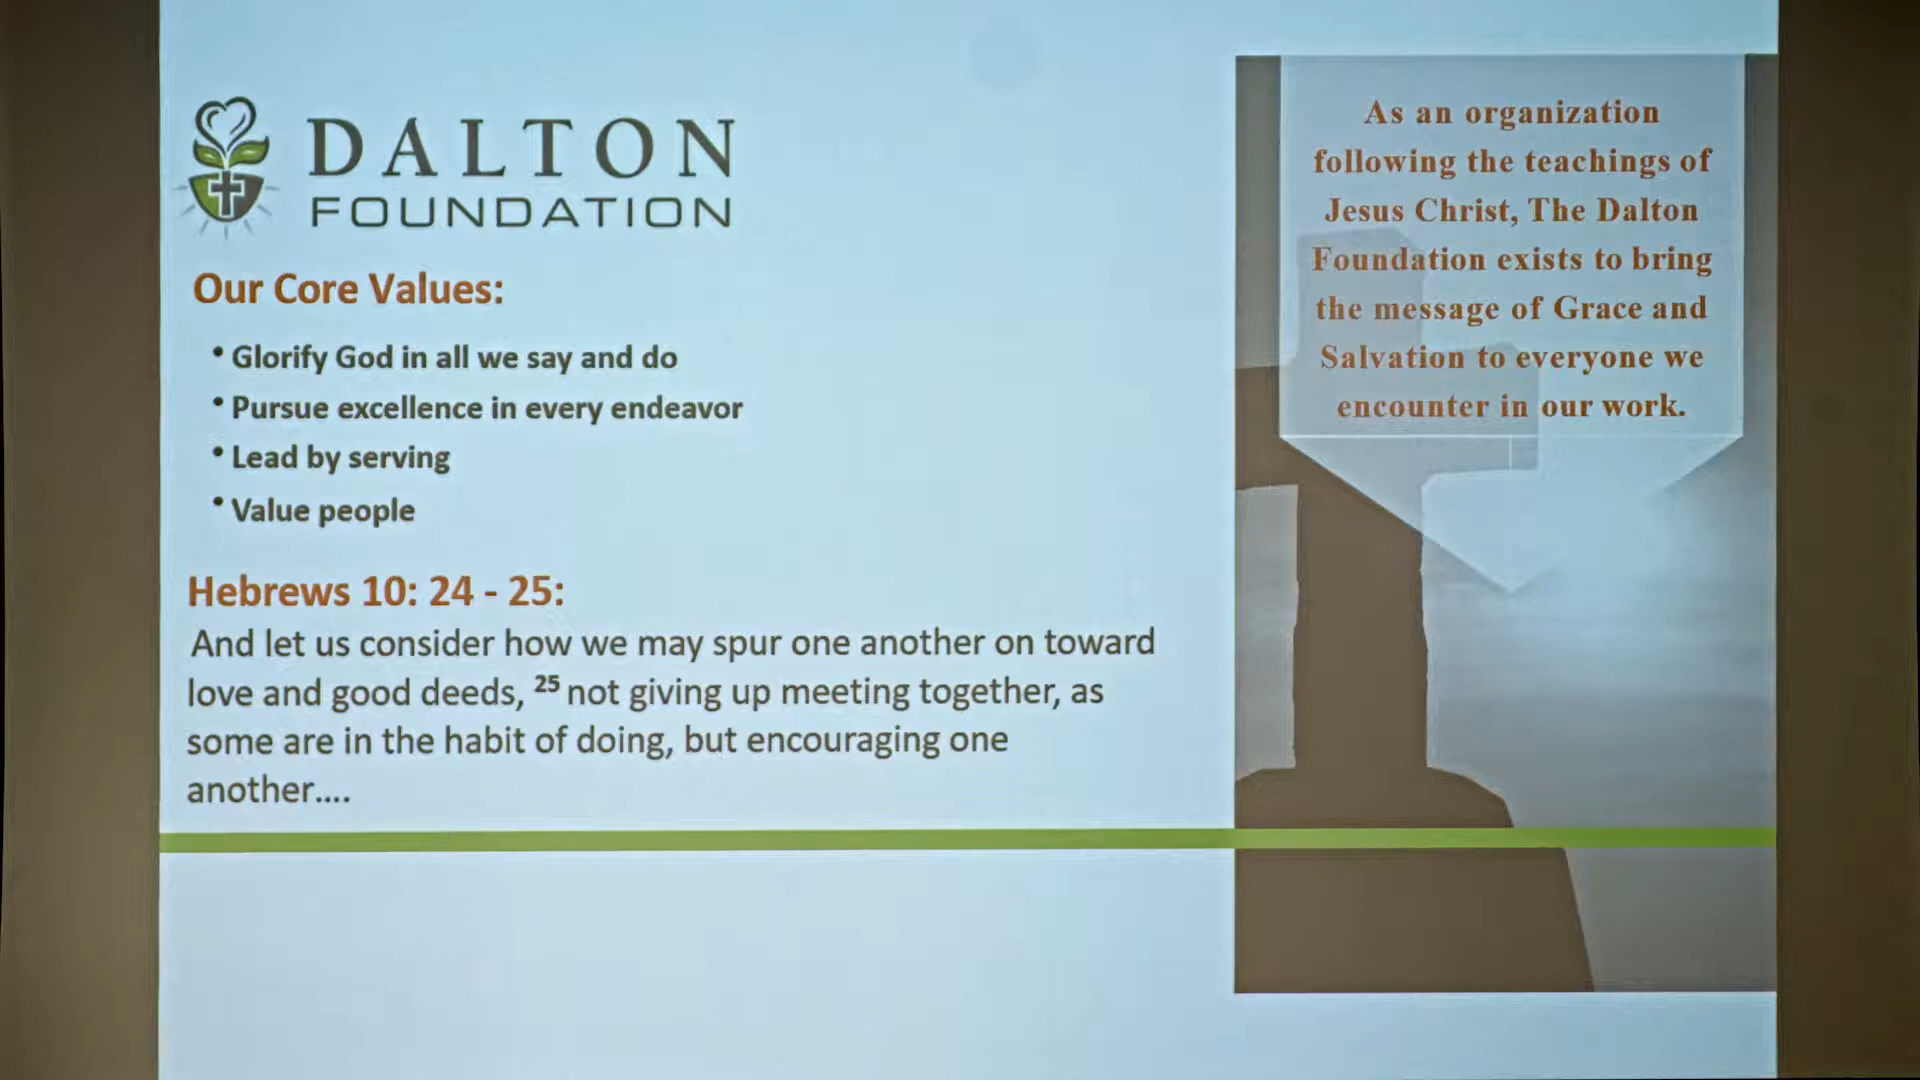 DALTON
FOUNDATION
Our Core Values:
• Glorify God in all we say and do
• Pursue excellence in every endeavor
• Lead by serving
• Value people
Hebrews 10: 24 - 25:
And let us consider how we may spur one another on toward
love and good deeds, 25 not giving up meeting together, as
some are in the habit of doing, but encouraging one
another....
As an organization
following the teachings of
Jesus Christ, The Dalton
Foundation exists to bring
the message of Grace and
Salvation to everyone we
encounter in our work.